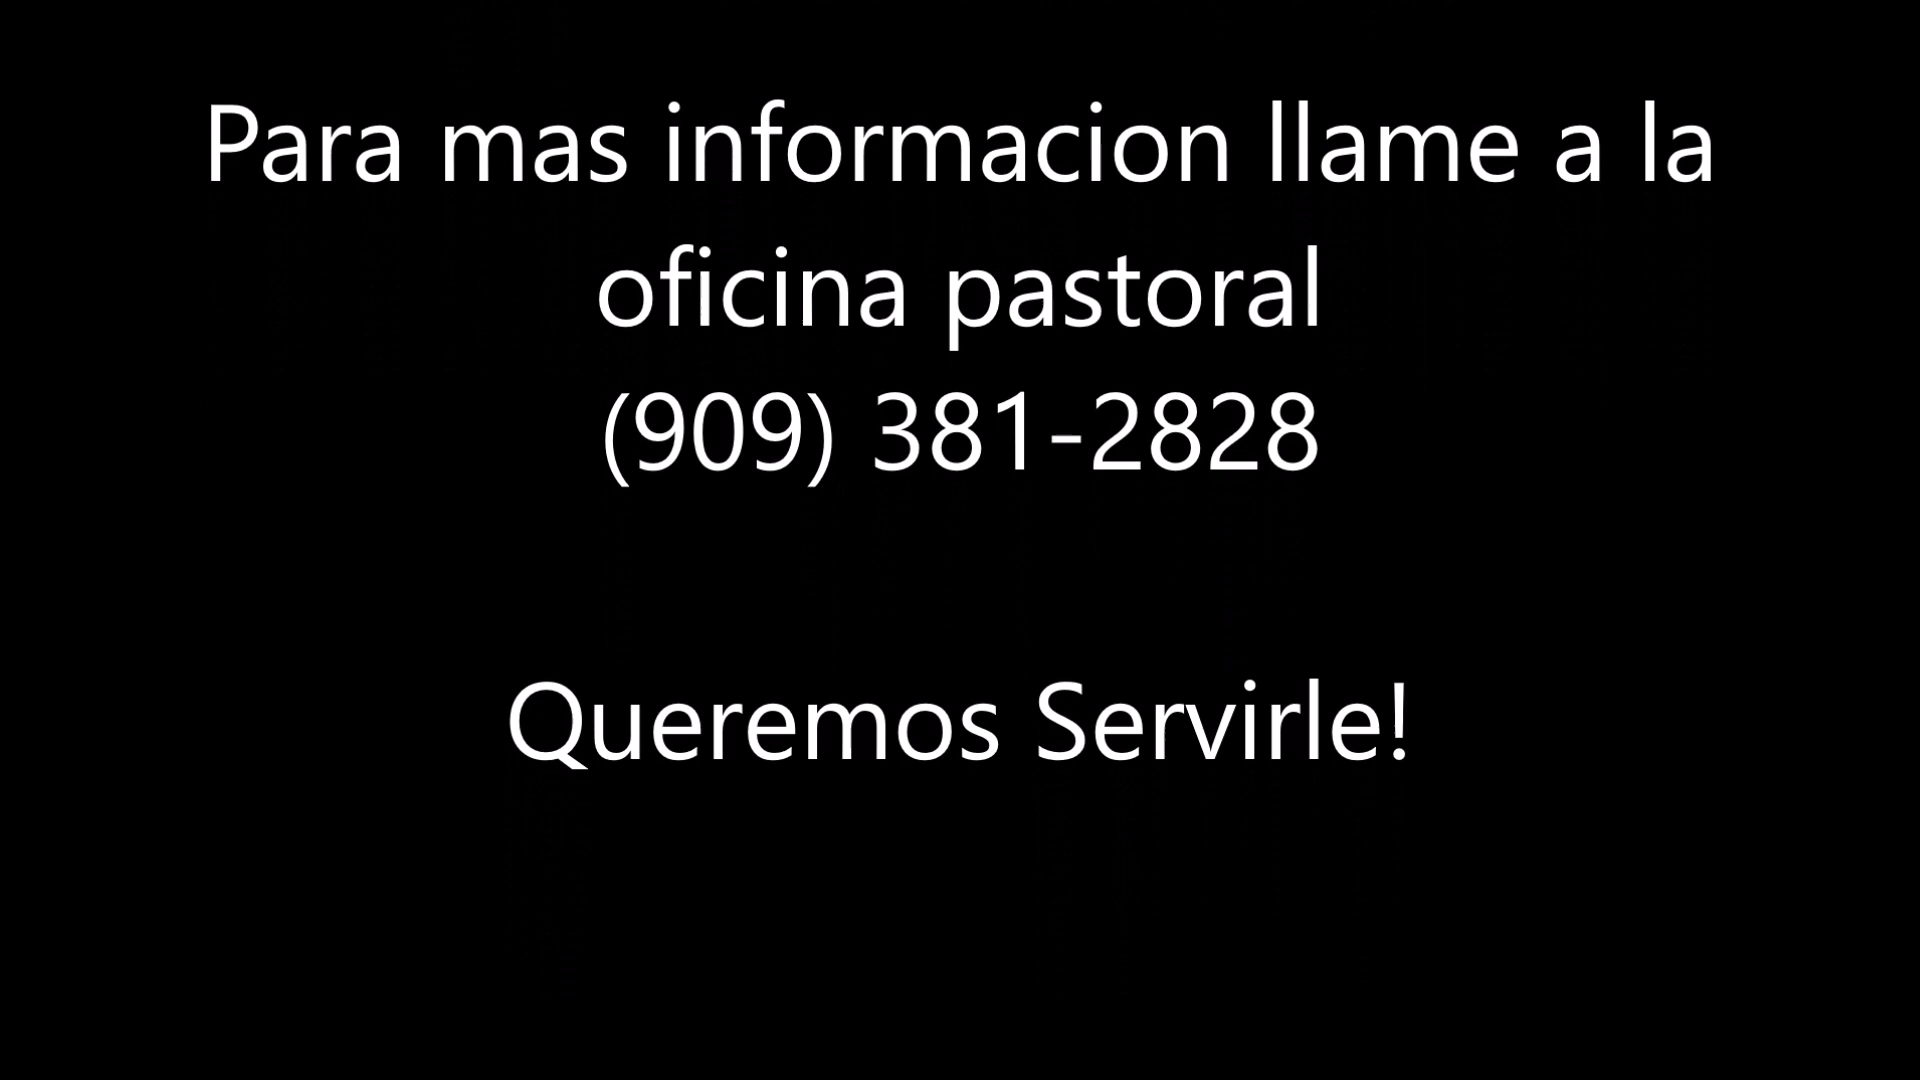 Para mas informacion llame a la
oficina pastoral
(909) 381-2828
Queremos Servirle!